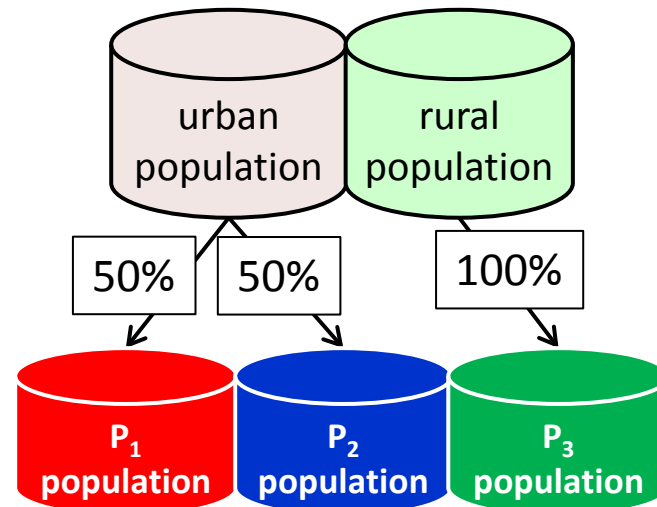 urban
population
rural
population
50%
50%
100%
P₁
population
P₂
population
P₃
population